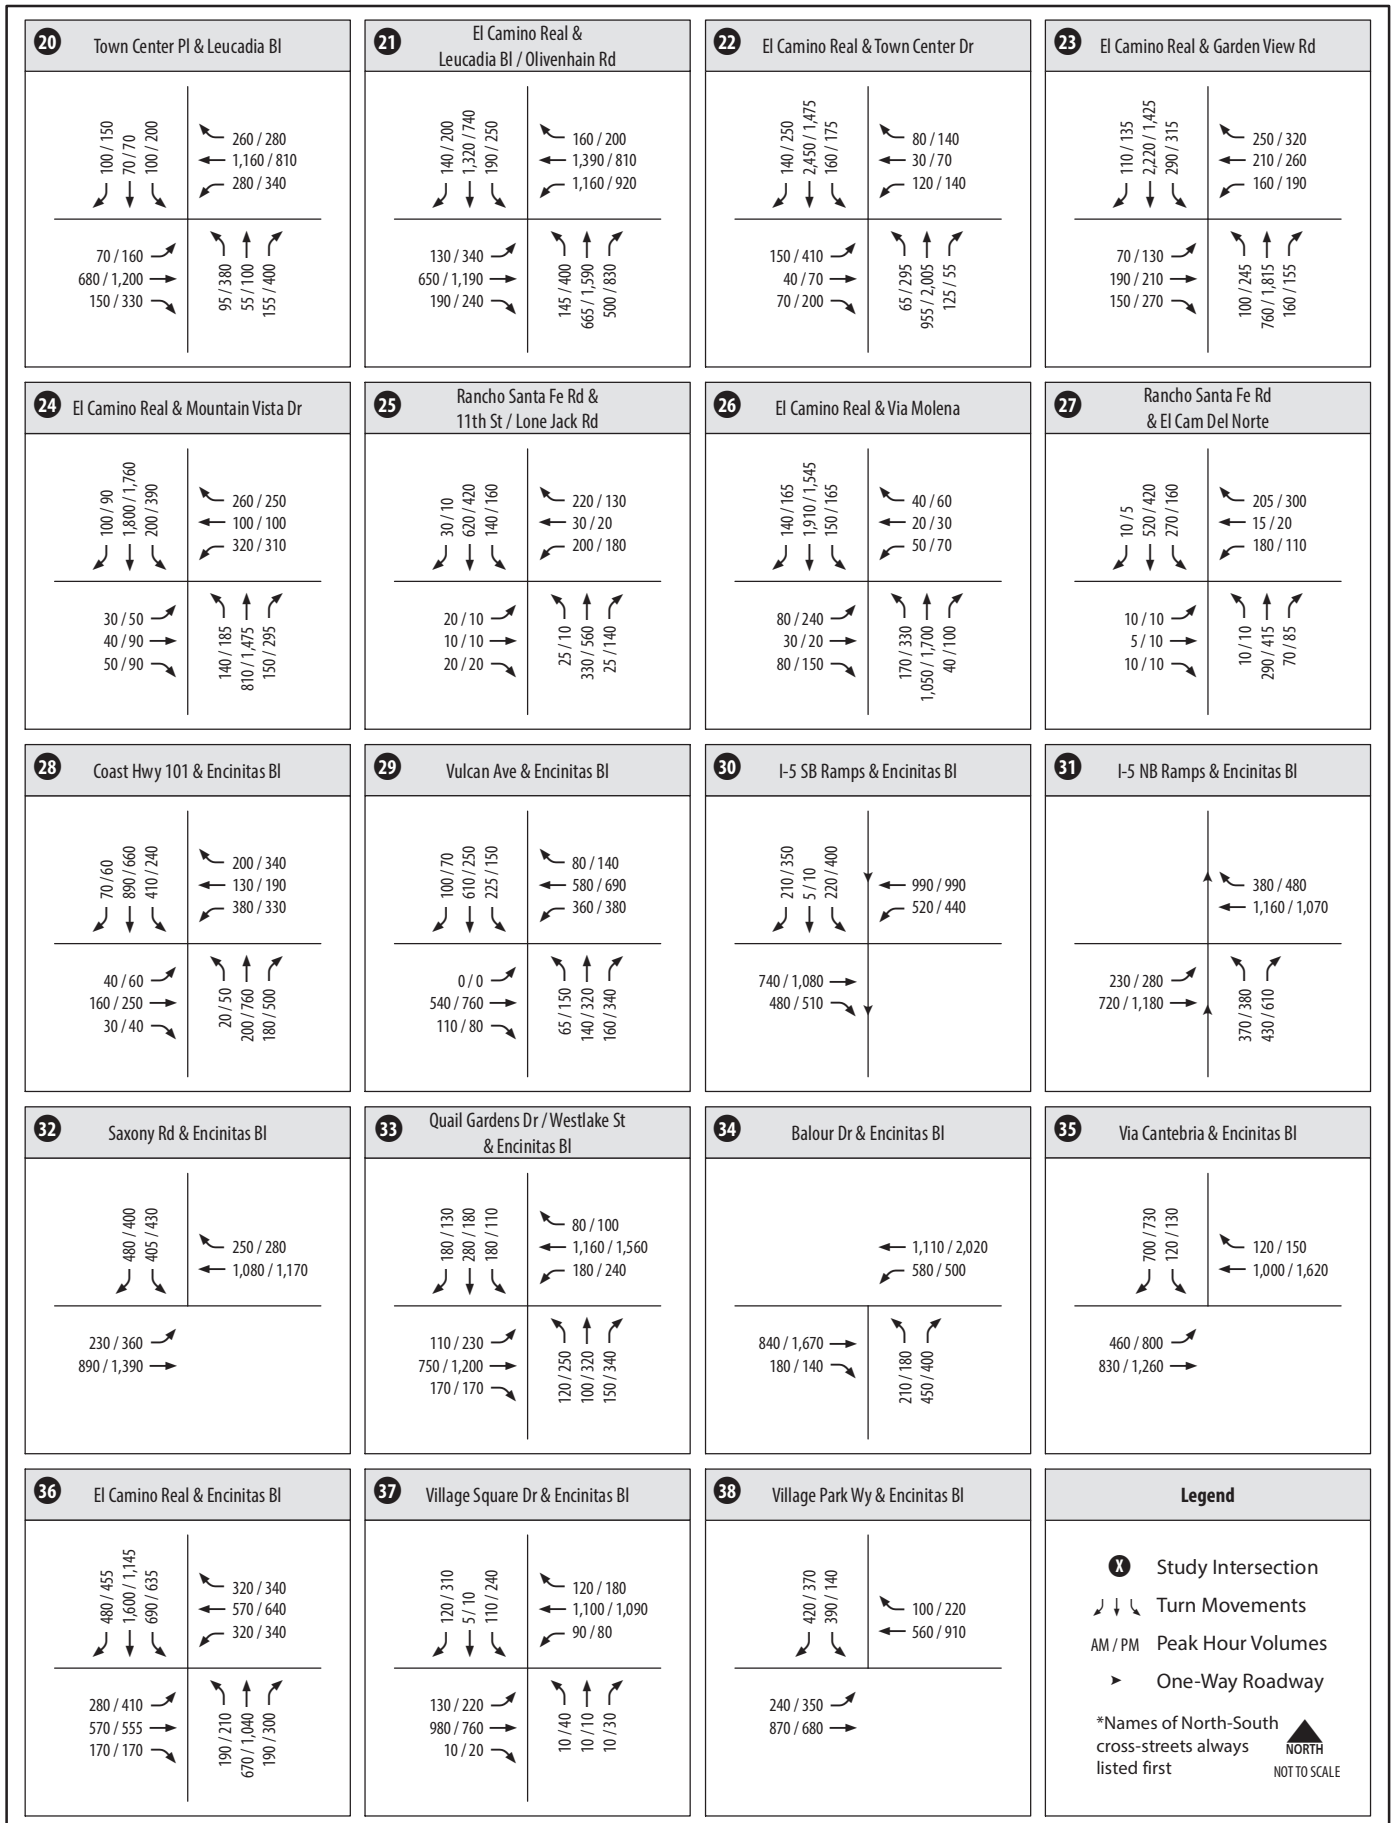 20 Town Center Pl & Leucadia Bl
100 / 150
70 / 70
100 / 200
260 / 280
1,160 / 810
280 / 340
70 / 160
680 / 1,200
150 / 330
95 / 380
55 / 100
155 / 400
21 El Camino Real &
Leucadia Bl / Olivenhain Rd
140 / 200
1,320 / 740
190 / 250
160 / 200
1,390 / 810
1,160 / 920
130 / 340
650 / 1,190
190 / 240
145 / 400
665 / 1,590
500 / 830
22 El Camino Real & Town Center Dr
140 / 250
2,450 / 1,475
160 / 175
80 / 140
30 / 70
120 / 140
150 / 410
40 / 70
70 / 200
65 / 295
955 / 2,005
125 / 55
23 El Camino Real & Garden View Rd
110 / 135
2,220 / 1,425
290 / 315
250 / 320
210 / 260
160 / 190
70 / 130
190 / 210
150 / 270
100 / 245
760 / 1,815
160 / 155
24 El Camino Real & Mountain Vista Dr
100 / 90
1,800 / 1,760
200 / 390
260 / 250
100 / 100
320 / 310
30 / 50
40 / 90
50 / 90
140 / 185
810 / 1,475
150 / 295
25 Rancho Santa Fe Rd &
11th St / Lone Jack Rd
30 / 10
620 / 420
140 / 160
220 / 130
30 / 20
200 / 180
20 / 10
10 / 10
20 / 20
25 / 10
330 / 560
25 / 140
26 El Camino Real & Via Molena
140 / 165
1,910 / 1,545
150 / 165
40 / 60
20 / 30
50 / 70
80 / 240
30 / 20
80 / 150
170 / 330
1,050 / 1,700
40 / 100
27 Rancho Santa Fe Rd
& El Cam Del Norte
10 / 5
520 / 420
270 / 160
205 / 300
15 / 20
180 / 110
10 / 10
5 / 10
10 / 10
10 / 10
290 / 415
70 / 85
28 Coast Hwy 101 & Encinitas Bl
70 / 60
890 / 660
410 / 240
200 / 340
130 / 190
380 / 330
40 / 60
160 / 250
30 / 40
20 / 50
200 / 760
180 / 500
29 Vulcan Ave & Encinitas Bl
100 / 70
610 / 250
225 / 150
80 / 140
580 / 690
360 / 380
0 / 0
540 / 760
110 / 80
65 / 150
140 / 320
160 / 340
30 I-5 SB Ramps & Encinitas Bl
210 / 350
5 / 10
220 / 400
990 / 990
520 / 440
740 / 1,080
480 / 510
31 I-5 NB Ramps & Encinitas Bl
380 / 480
1,160 / 1,070
230 / 280
720 / 1,180
370 / 380
430 / 610
32 Saxony Rd & Encinitas Bl
480 / 400
405 / 430
250 / 280
1,080 / 1,170
230 / 360
890 / 1,390
33 Quail Gardens Dr / Westlake St
& Encinitas Bl
180 / 130
280 / 180
180 / 110
80 / 100
1,160 / 1,560
180 / 240
110 / 230
750 / 1,200
170 / 170
120 / 250
100 / 320
150 / 340
34 Balour Dr & Encinitas Bl
1,110 / 2,020
580 / 500
840 / 1,670
180 / 140
210 / 180
450 / 400
35 Via Cantebria & Encinitas Bl
700 / 730
120 / 130
120 / 150
1,000 / 1,620
460 / 800
830 / 1,260
36 El Camino Real & Encinitas Bl
480 / 455
1,600 / 1,145
690 / 635
320 / 340
570 / 640
320 / 340
280 / 410
570 / 555
170 / 170
190 / 210
670 / 1,040
190 / 300
37 Village Square Dr & Encinitas Bl
120 / 310
5 / 10
110 / 240
120 / 180
1,100 / 1,090
90 / 80
130 / 220
980 / 760
10 / 20
10 / 40
10 / 10
10 / 30
38 Village Park Wy & Encinitas Bl
420 / 370
390 / 140
100 / 220
560 / 910
240 / 350
870 / 680
Legend
X Study Intersection
Turn Movements
AM / PM Peak Hour Volumes
One-Way Roadway
*Names of North-South
cross-streets always
listed first
NORTH
NOT TO SCALE